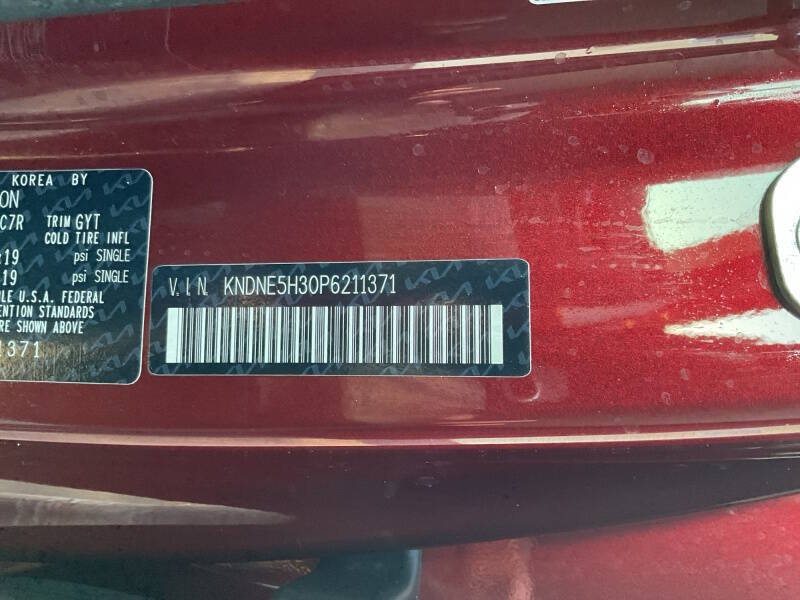 KOREA BY
ON
C7R TRIM GYT
COLD TIRE INFL
19 psi SINGLE
19 psi SINGLE
LE U.S.A. FEDERAL
ENTION STANDARDS
RE SHOWN ABOVE
1371
V.I.N. KNDNE5H30P6211371